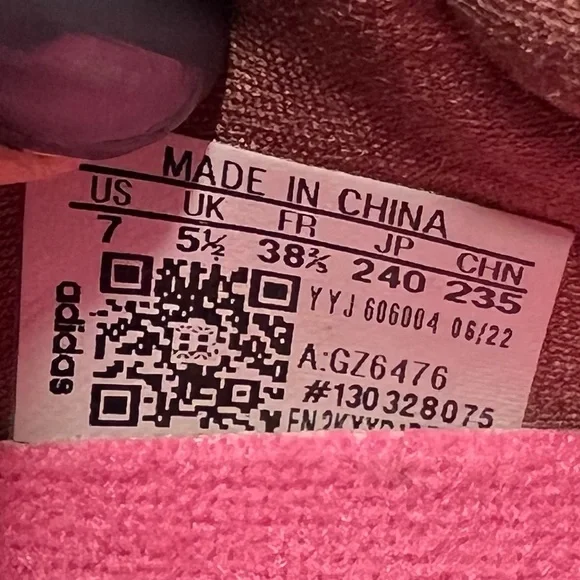 MADE IN CHINA
US UK FR JP CHN
7 5½ 38⅔ 240 235
YYJ 606004 06/22
A:GZ6476
#130328075
adidas